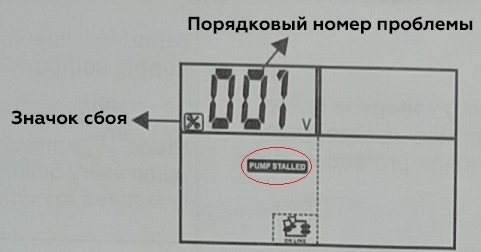 Порядковый номер проблемы
001
V
Значок сбоя
PUMP STALLED
ON LINE